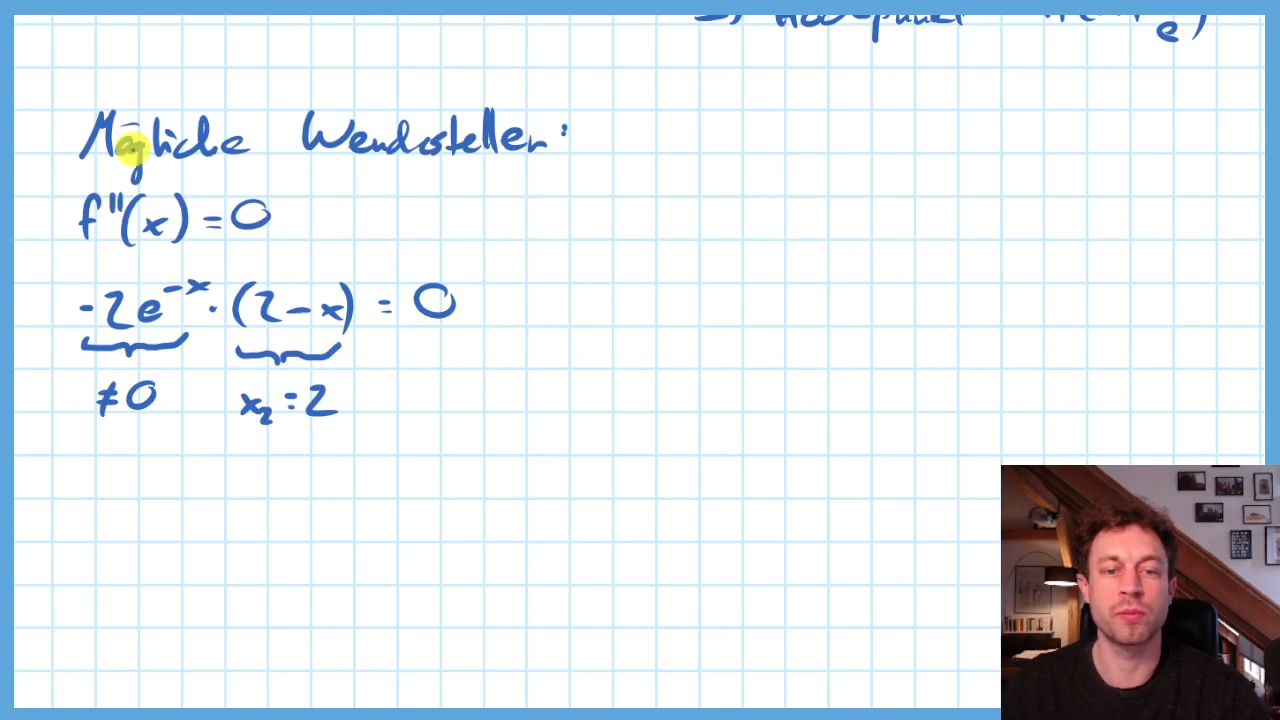 Mögliche Wendestellen:
f''(x) = 0
-2e^{-x} · (2-x) = 0
≠0 x₂ = 2